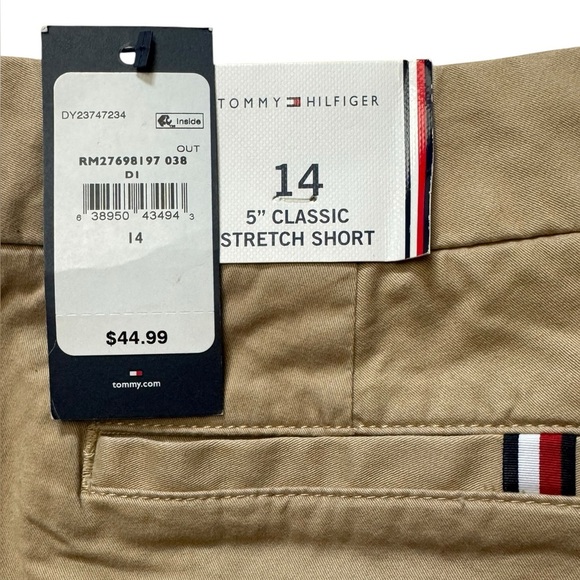 DY23747234
Inside
OUT
RM27698197 038
D1
6 38950 43494 3
14
$44.99
tommy.com
TOMMY HILFIGER
14
5” CLASSIC
STRETCH SHORT